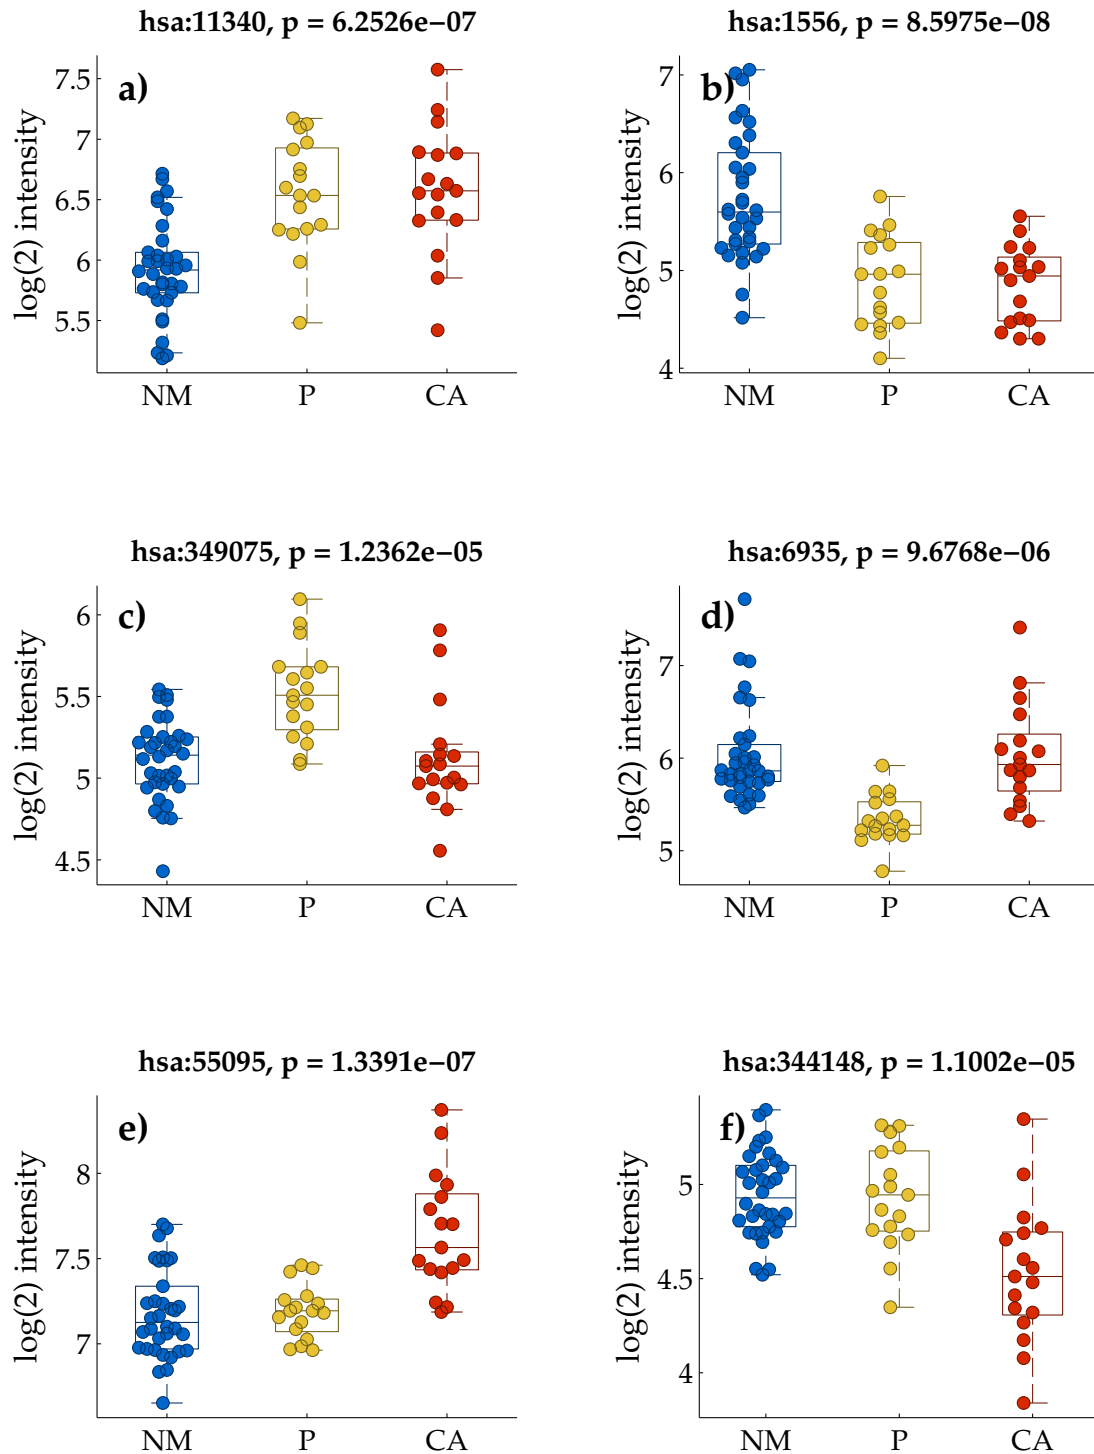 hsa:11340, p = 6.2526e−07
a)
log(2) intensity
7.5
7
6.5
6
5.5
NM P CA
hsa:1556, p = 8.5975e−08
b)
log(2) intensity
7
6
5
4
NM P CA
hsa:349075, p = 1.2362e−05
c)
log(2) intensity
6
5.5
5
4.5
NM P CA
hsa:6935, p = 9.6768e−06
d)
log(2) intensity
7
6
5
NM P CA
hsa:55095, p = 1.3391e−07
e)
log(2) intensity
8
7.5
7
NM P CA
hsa:344148, p = 1.1002e−05
f)
log(2) intensity
5
4.5
4
NM P CA